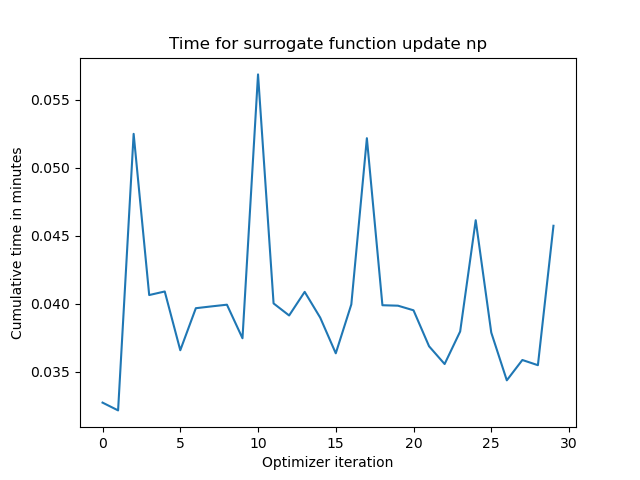 Time for surrogate function update np
Cumulative time in minutes
0.055
0.050
0.045
0.040
0.035
0 5 10 15 20 25 30
Optimizer iteration